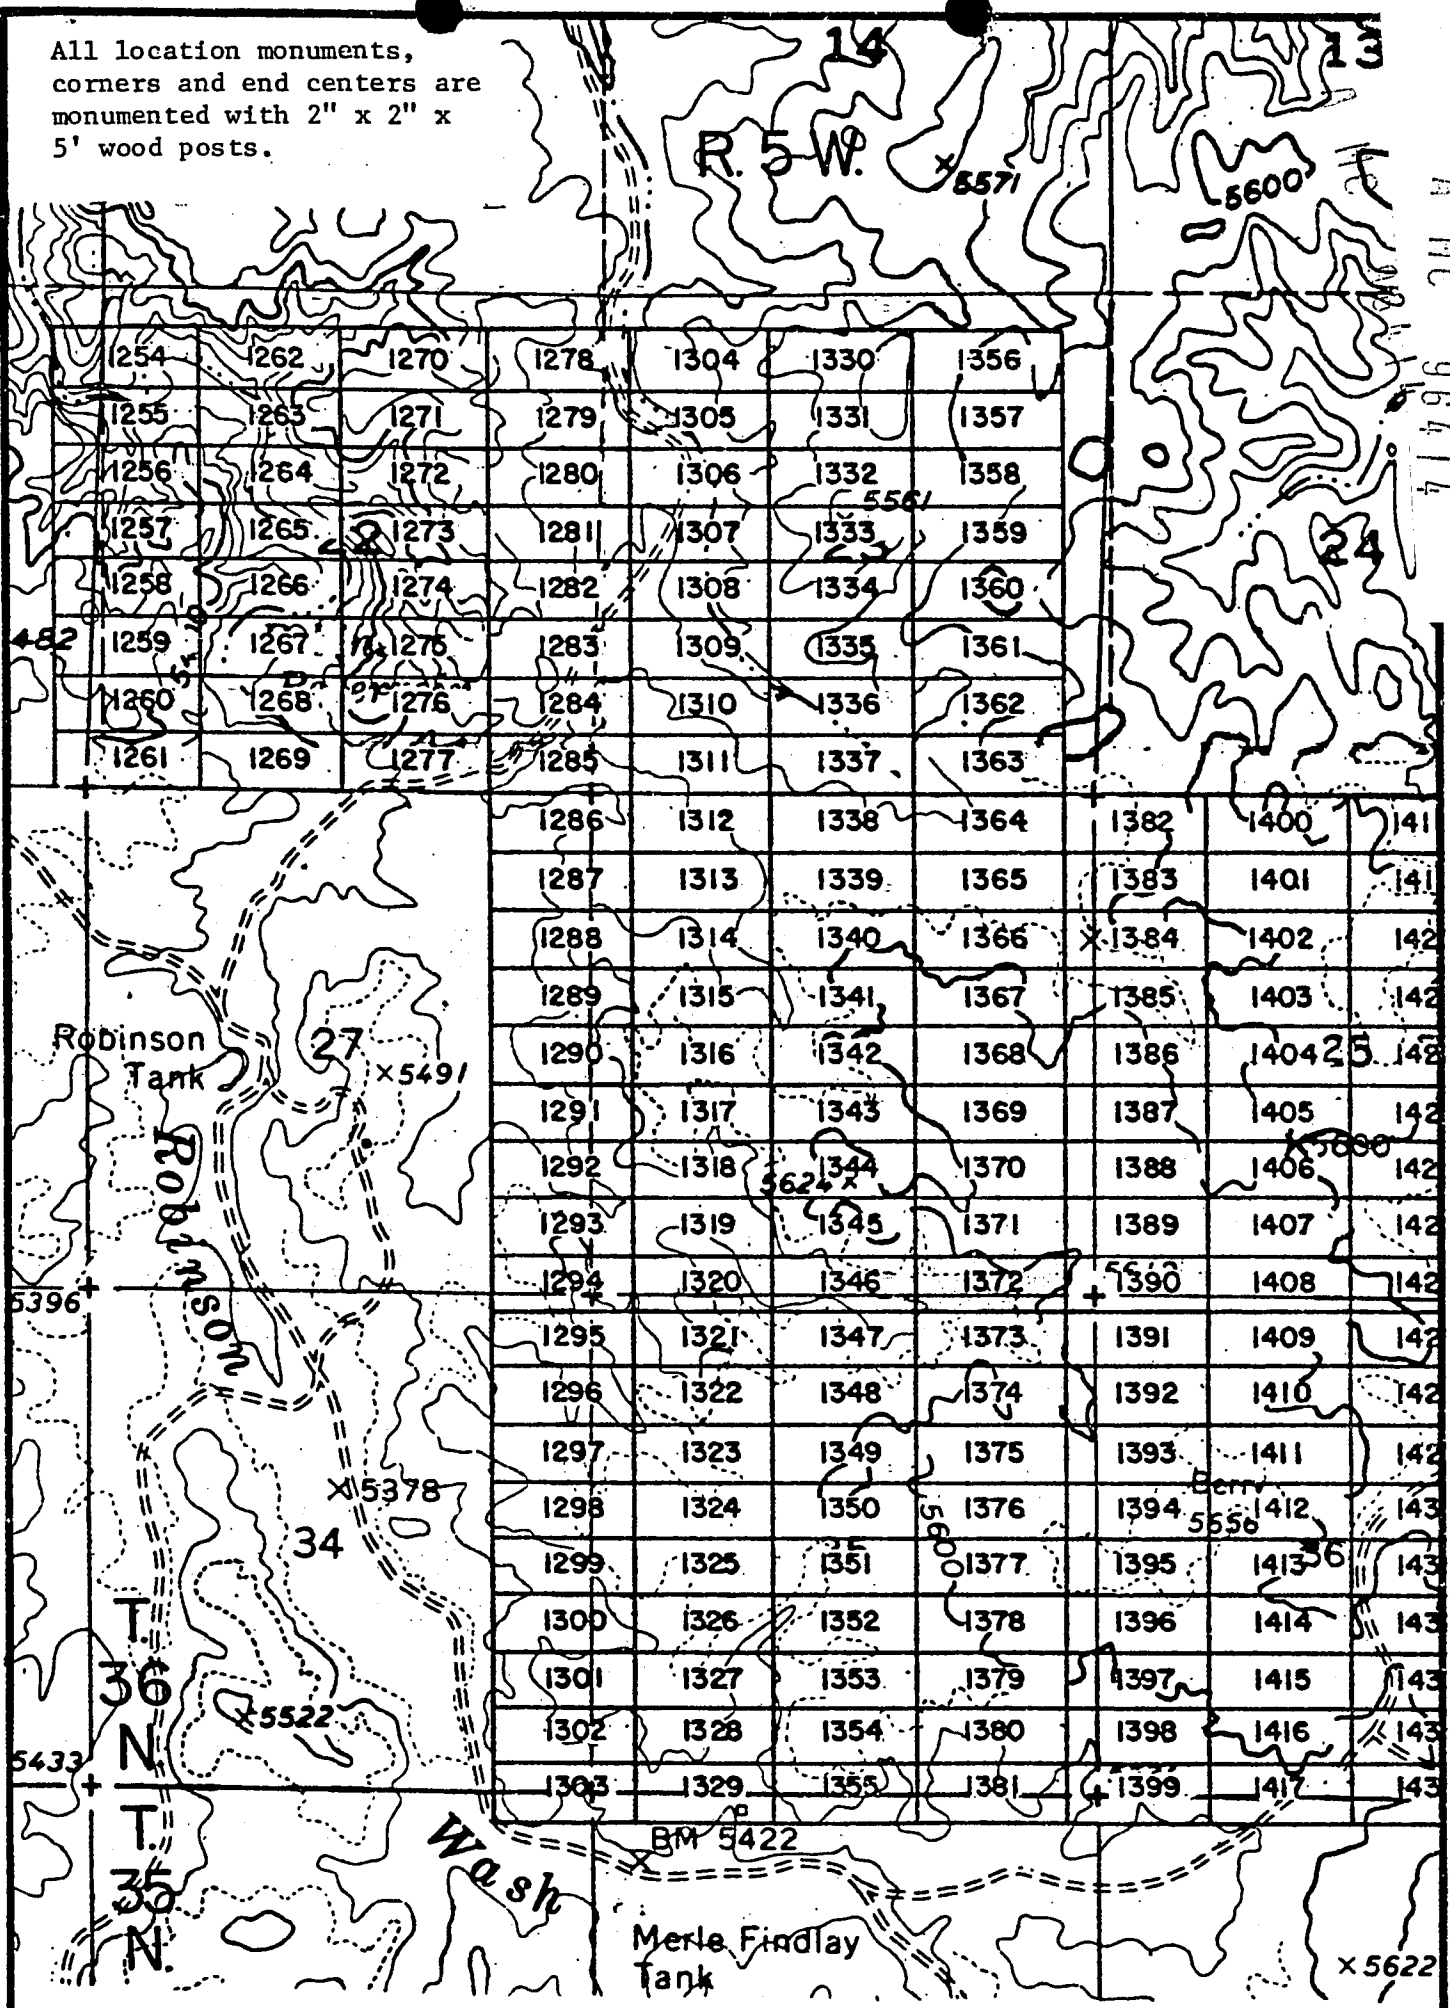 All location monuments,
corners and end centers are
monumented with 2" x 2" x
5' wood posts.
14
13
R. 5 W.
×5571
5600
1254 1262 1270 1278 1304 1330 1356
1255 1263 1271 1279 1305 1331 1357
1256 1264 1272 1280 1306 1332 1358
5561
1257 1265 1273 1281 1307 1333 1359
24
1258 1266 1274 1282 1308 1334 1360
1259 1267 1275 1283 1309 1335 1361
1260 1268 1276 1284 1310 1336 1362
1261 1269 1277 1285 1311 1337 1363
1286 1312 1338 1364 1382 1400
1287 1313 1339 1365 1383 1401
1288 1314 1340 1366 1384 1402
1289 1315 1341 1367 1385 1403
Robinson
Tank
27
×5491
1290 1316 1342 1368 1386 1404 25
1291 1317 1343 1369 1387 1405
1292 1318 1344 1370 1388 1406
5624
Robinson
1293 1319 1345 1371 1389 1407
1294 1320 1346 1372 1390 1408
5396
1295 1321 1347 1373 1391 1409
1296 1322 1348 1374 1392 1410
1297 1323 1349 1375 1393 1411
×5378
1298 1324 1350 1376 1394 1412
5600
5656
34
36
1299 1325 1351 1377 1395 1413
1300 1326 1352 1378 1396 1414
1301 1327 1353 1379 1397 1415
T.
36
N
×5522
1302 1328 1354 1380 1398 1416
5433
1303 1329 1355 1381 1399 1417
T.
35
N.
Wash
BM 5422
Merle Findlay
Tank
×5622